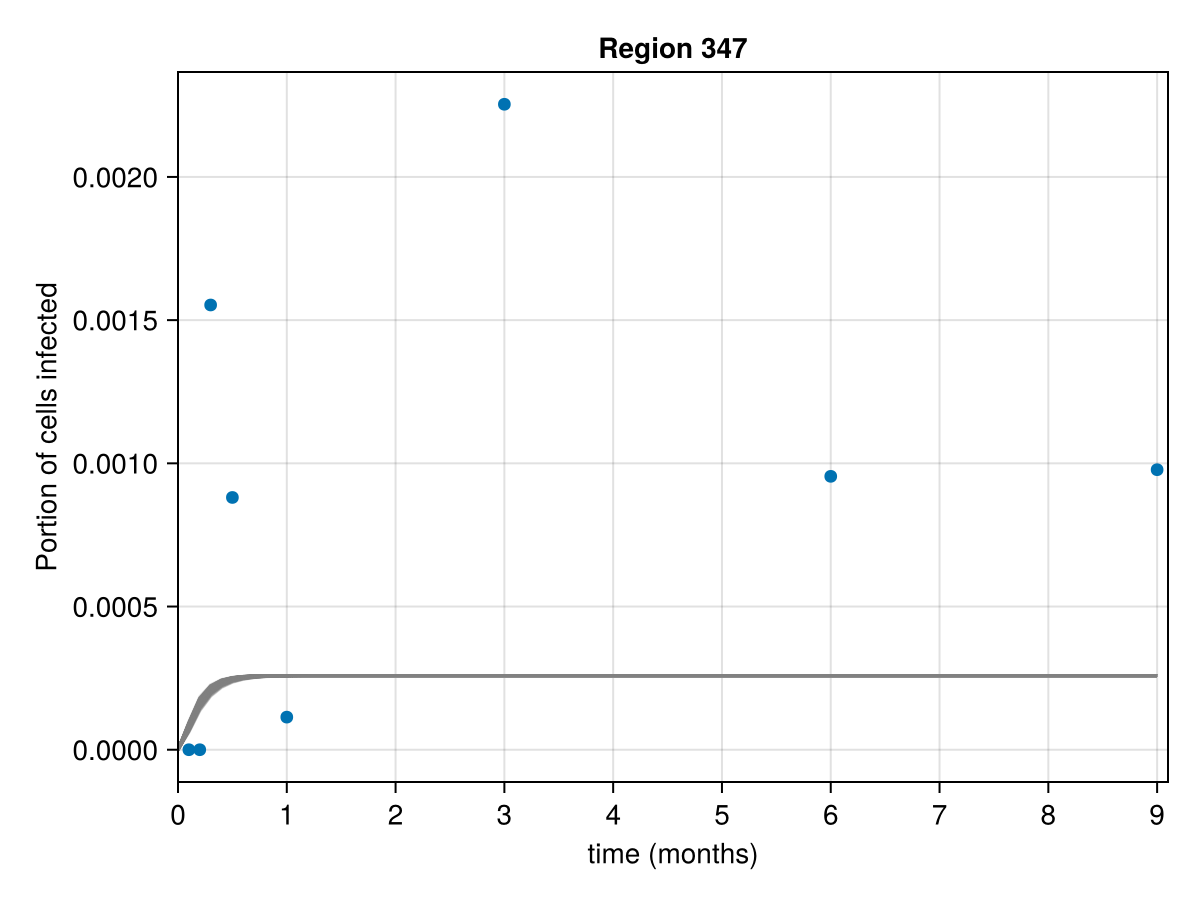 Region 347
Portion of cells infected
0.0020
0.0015
0.0010
0.0005
0.0000
0 1 2 3 4 5 6 7 8 9
time (months)